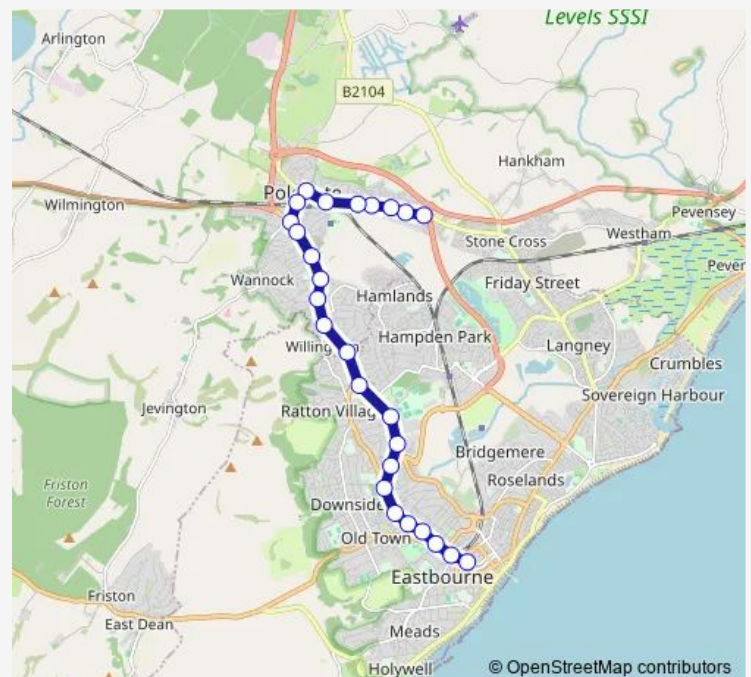 Levels SSSI
Arlington
B2104
Hankham
Wilmington
Pevensey
Stone Cross
Westham
Wannock
Friday Street
Hamlands
Hampden Park
Langney
Crumbles
Jevington
Ratton Villag
Sovereign Harbour
Bridgemere
Roselands
Friston
Forest
Downside
Old Town
Eastbourne
Friston
East Dean
Meads
Holywell
© OpenStreetMap contributors